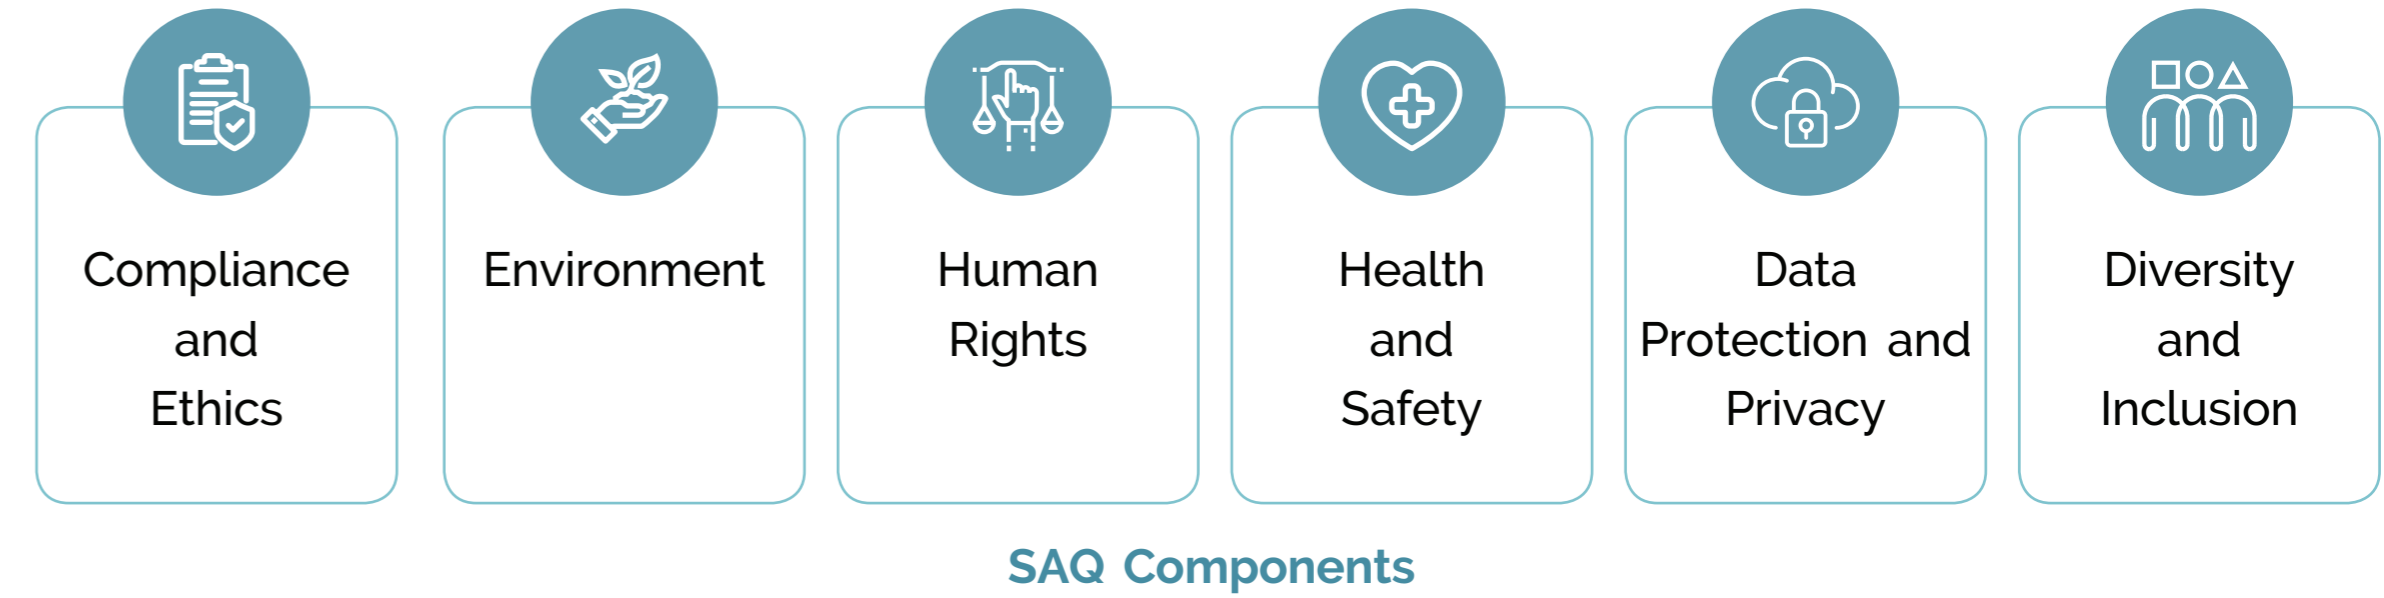 Compliance
and
Ethics
Environment
Human
Rights
Health
and
Safety
Data
Protection and
Privacy
Diversity
and
Inclusion
SAQ Components